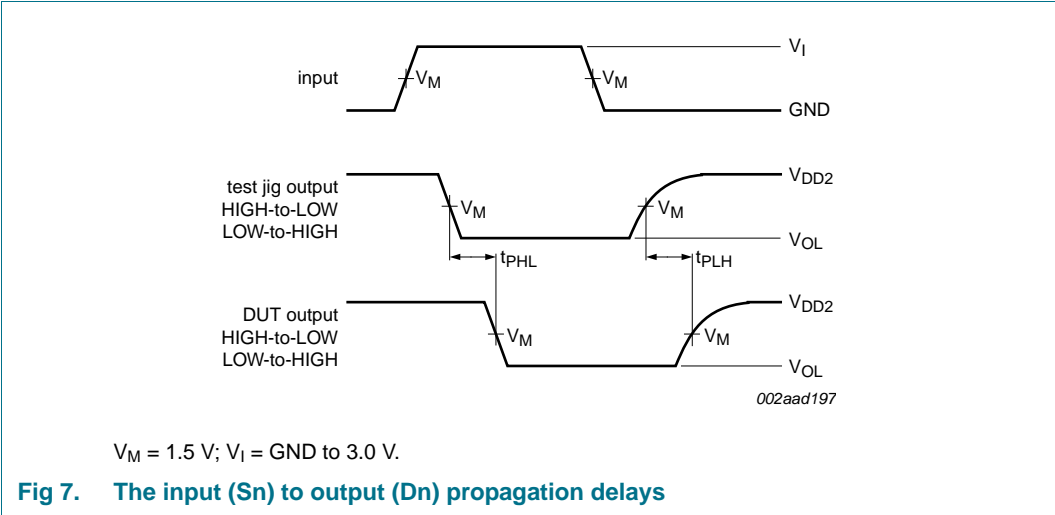 V_I
input
V_M
V_M
GND
V_DD2
test jig output
HIGH-to-LOW
LOW-to-HIGH
V_M
V_M
V_OL
t_PHL
t_PLH
V_DD2
DUT output
HIGH-to-LOW
LOW-to-HIGH
V_M
V_M
V_OL
002aad197
V_M = 1.5 V; V_I = GND to 3.0 V.
Fig 7. The input (Sn) to output (Dn) propagation delays